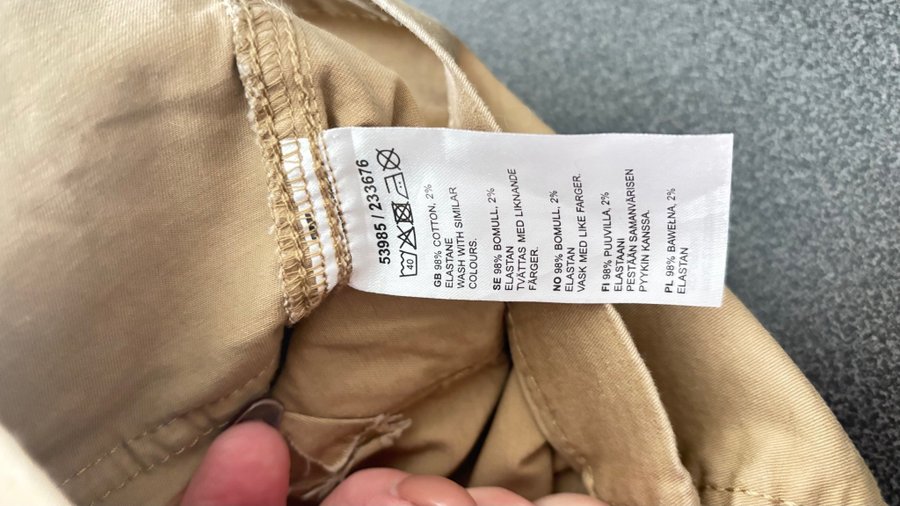 53985 / 233676
40
GB 98% COTTON, 2%
ELASTANE
WASH WITH SIMILAR
COLOURS.
SE 98% BOMULL, 2%
ELASTAN
TVÄTTAS MED LIKNANDE
FÄRGER.
NO 98% BOMULL, 2%
ELASTAN
VASK MED LIKE FARGER.
FI 98% PUUVILLA, 2%
ELASTAANI
PESTÄÄN SAMANVÄRISEN
PYYKIN KANSSA.
PL 98% BAWEŁNA, 2%
ELASTAN